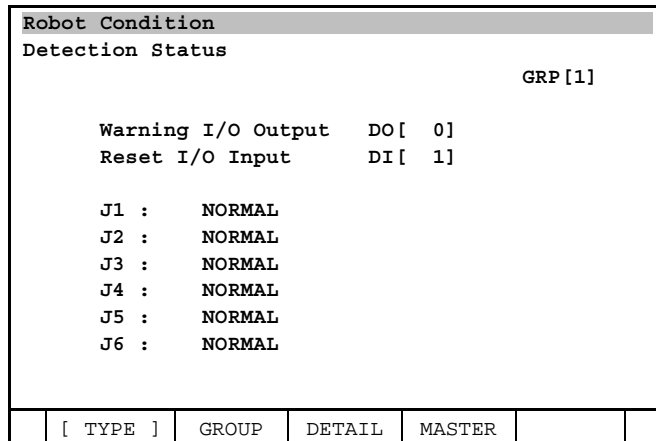 Robot Condition
Detection Status
GRP[1]
Warning I/O Output DO[ 0]
Reset I/O Input DI[ 1]
J1 : NORMAL
J2 : NORMAL
J3 : NORMAL
J4 : NORMAL
J5 : NORMAL
J6 : NORMAL
[ TYPE ] GROUP DETAIL MASTER